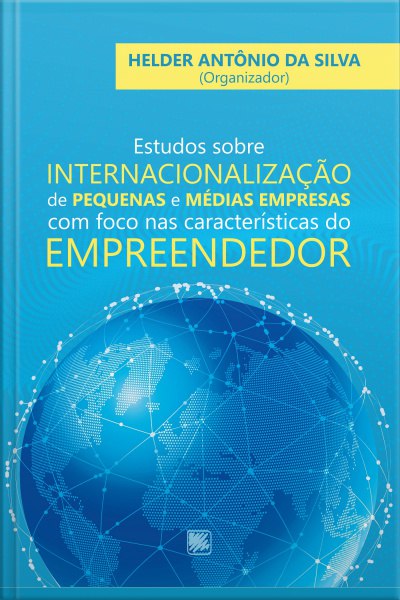 HELDER ANTÔNIO DA SILVA
(Organizador)
Estudos sobre
INTERNACIONALIZAÇÃO
de PEQUENAS e MÉDIAS EMPRESAS
com foco nas características do
EMPREENDEDOR